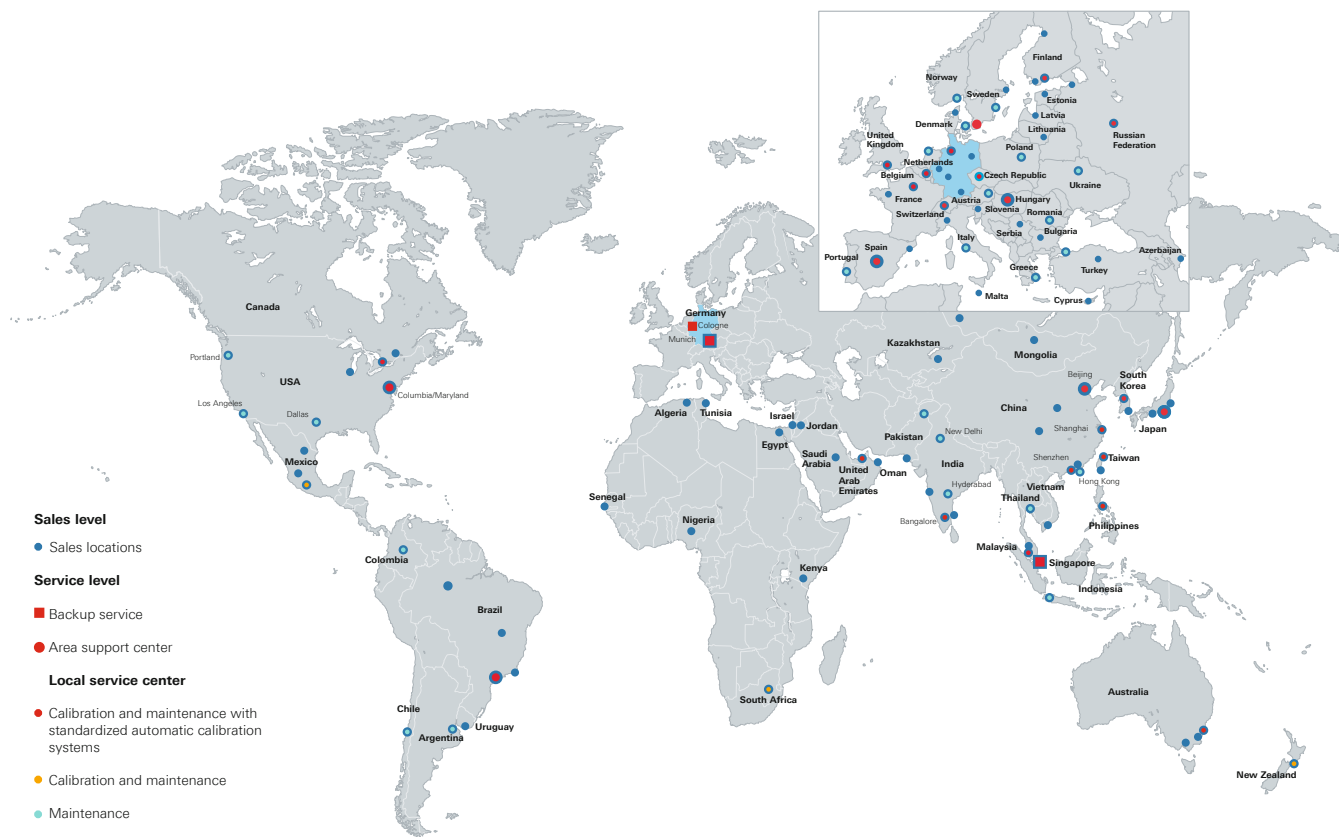 Finland
Norway
Sweden
Estonia
Latvia
Denmark
Lithuania
United
Kingdom
Russian
Federation
Poland
Netherlands
Belgium
Czech Republic
Ukraine
France
Austria
Hungary
Switzerland
Slovenia
Romania
Serbia
Bulgaria
Italy
Spain
Portugal
Azerbaijan
Greece
Turkey
Malta
Cyprus
Canada
Portland
USA
Columbia/Maryland
Los Angeles
Dallas
Mexico
Germany
Cologne
Munich
Kazakhstan
Mongolia
Beijing
South
Korea
Algeria
Tunisia
Israel
Jordan
Egypt
China
Japan
Shanghai
Pakistan
New Delhi
Saudi
Arabia
United
Arab
Emirates
Oman
India
Shenzhen
Taiwan
Hong Kong
Hyderabad
Vietnam
Thailand
Senegal
Nigeria
Bangalore
Philippines
Malaysia
Singapore
Kenya
Indonesia
Colombia
Brazil
South Africa
Chile
Argentina
Uruguay
Australia
New Zealand
Sales level
Sales locations
Service level
Backup service
Area support center
Local service center
Calibration and maintenance with
standardized automatic calibration
systems
Calibration and maintenance
Maintenance